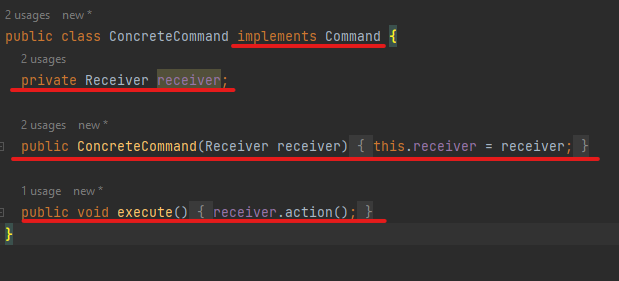 2 usages new *
public class ConcreteCommand implements Command {
2 usages
private Receiver receiver;
2 usages new *
public ConcreteCommand(Receiver receiver) { this.receiver = receiver; }
1 usage new *
public void execute() { receiver.action(); }
}